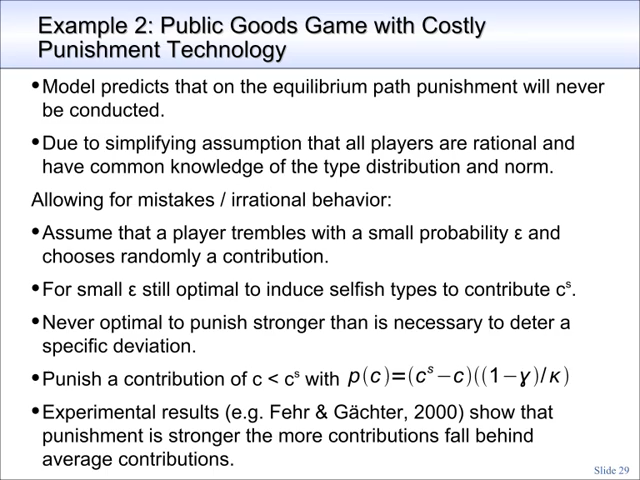 Example 2: Public Goods Game with Costly
Punishment Technology
•Model predicts that on the equilibrium path punishment will never
be conducted.
•Due to simplifying assumption that all players are rational and
have common knowledge of the type distribution and norm.
Allowing for mistakes / irrational behavior:
•Assume that a player trembles with a small probability ε and
chooses randomly a contribution.
•For small ε still optimal to induce selfish types to contribute cˢ.
•Never optimal to punish stronger than is necessary to deter a
specific deviation.
•Punish a contribution of c < cˢ with p(c)=(cˢ−c)((1−γ)/κ)
•Experimental results (e.g. Fehr & Gächter, 2000) show that
punishment is stronger the more contributions fall behind
average contributions.
Slide 29